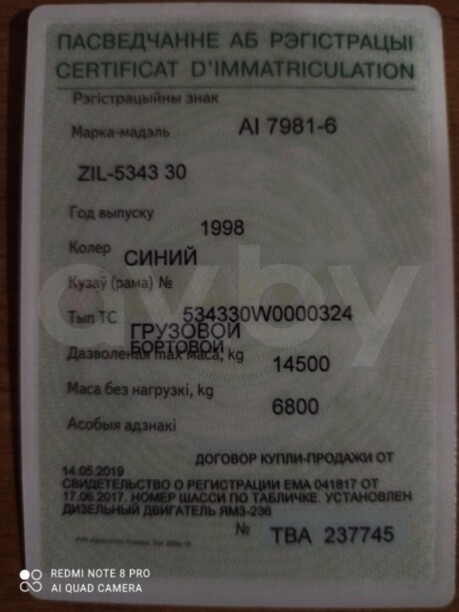 ПАСВЕДЧАННЕ АБ РЭГІСТРАЦЫІ
CERTIFICAT D'IMMATRICULATION
Рэгістрацыйны знак
AI 7981-6
Марка-мадэль
ZIL-5343 30
Год выпуску
1998
Колер
СИНИЙ
Кузаў (рама) №
534330W0000324
Тып ТС
ГРУЗОВОЙ
БОРТОВОЙ
Дазволеная max маса, kg
14500
Маса без нагрузкі, kg
6800
Асобыя адзнакі
ДОГОВОР КУПЛИ-ПРОДАЖИ ОТ
14.05.2019
СВИДЕТЕЛЬСТВО О РЕГИСТРАЦИИ ЕМА 041817 ОТ
17.06.2017. НОМЕР ШАССИ ПО ТАБЛИЧКЕ. УСТАНОВЛЕН
ДИЗЕЛЬНЫЙ ДВИГАТЕЛЬ ЯМЗ-236
№ ТВА 237745
av.by
REDMI NOTE 8 PRO
AI QUAD CAMERA